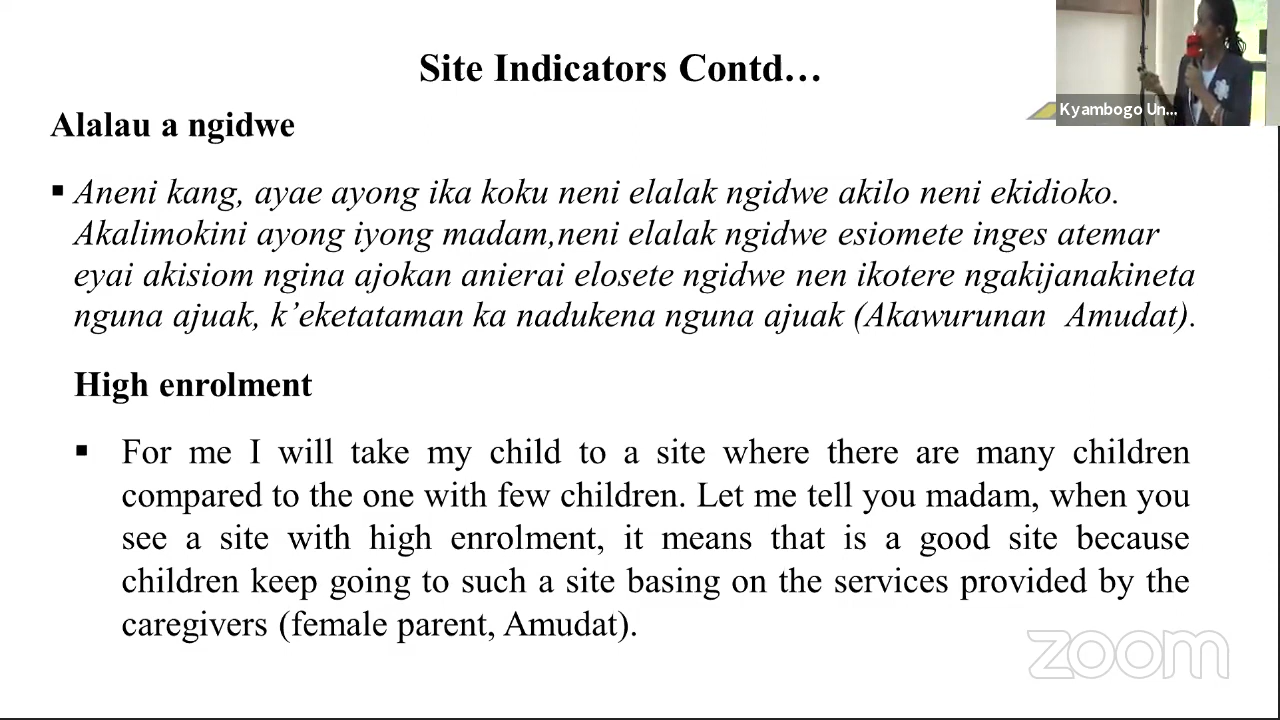 Site Indicators Contd…
Kyambogo Un...
Alalau a ngidwe
▪ Aneni kang, ayae ayong ika koku neni elalak ngidwe akilo neni ekidioko.
Akalimokini ayong iyong madam,neni elalak ngidwe esiomete inges atemar
eyai akisiom ngina ajokan anierai elosete ngidwe nen ikotere ngakijanakineta
nguna ajuak, k’eketataman ka nadukena nguna ajuak (Akawurunan Amudat).
High enrolment
▪ For me I will take my child to a site where there are many children
compared to the one with few children. Let me tell you madam, when you
see a site with high enrolment, it means that is a good site because
children keep going to such a site basing on the services provided by the
caregivers (female parent, Amudat).
zoom